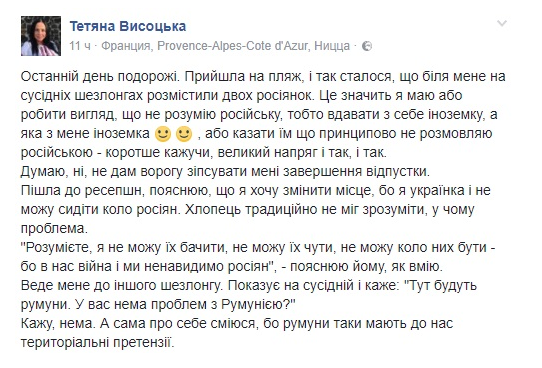 Тетяна Висоцька
11 ч · Франция, Provence-Alpes-Cote d'Azur, Ницца ·
Останній день подорожі. Прийшла на пляж, і так сталося, що біля мене на
сусідніх шезлонгах розмістили двох росіянок. Це значить я маю або
робити вигляд, що не розумію російську, тобто вдавати з себе іноземку, а
яка з мене іноземка 🙂 🙂 , або казати їм що принципово не розмовляю
російською - коротше кажучи, великий напряг і так, і так.
Думаю, ні, не дам ворогу зіпсувати мені завершення відпустки.
Пішла до ресепшн, пояснюю, що я хочу змінити місце, бо я українка і не
можу сидіти коло росіян. Хлопець традиційно не міг зрозуміти, у чому
проблема.
"Розумієте, я не можу їх бачити, не можу їх чути, не можу коло них бути -
бо в нас війна і ми ненавидимо росіян", - пояснюю йому, як вмію.
Веде мене до іншого шезлонгу. Показує на сусідній і каже: "Тут будуть
румуни. У вас нема проблем з Румунією?"
Кажу, нема. А сама про себе сміюся, бо румуни таки мають до нас
територіальні претензії.